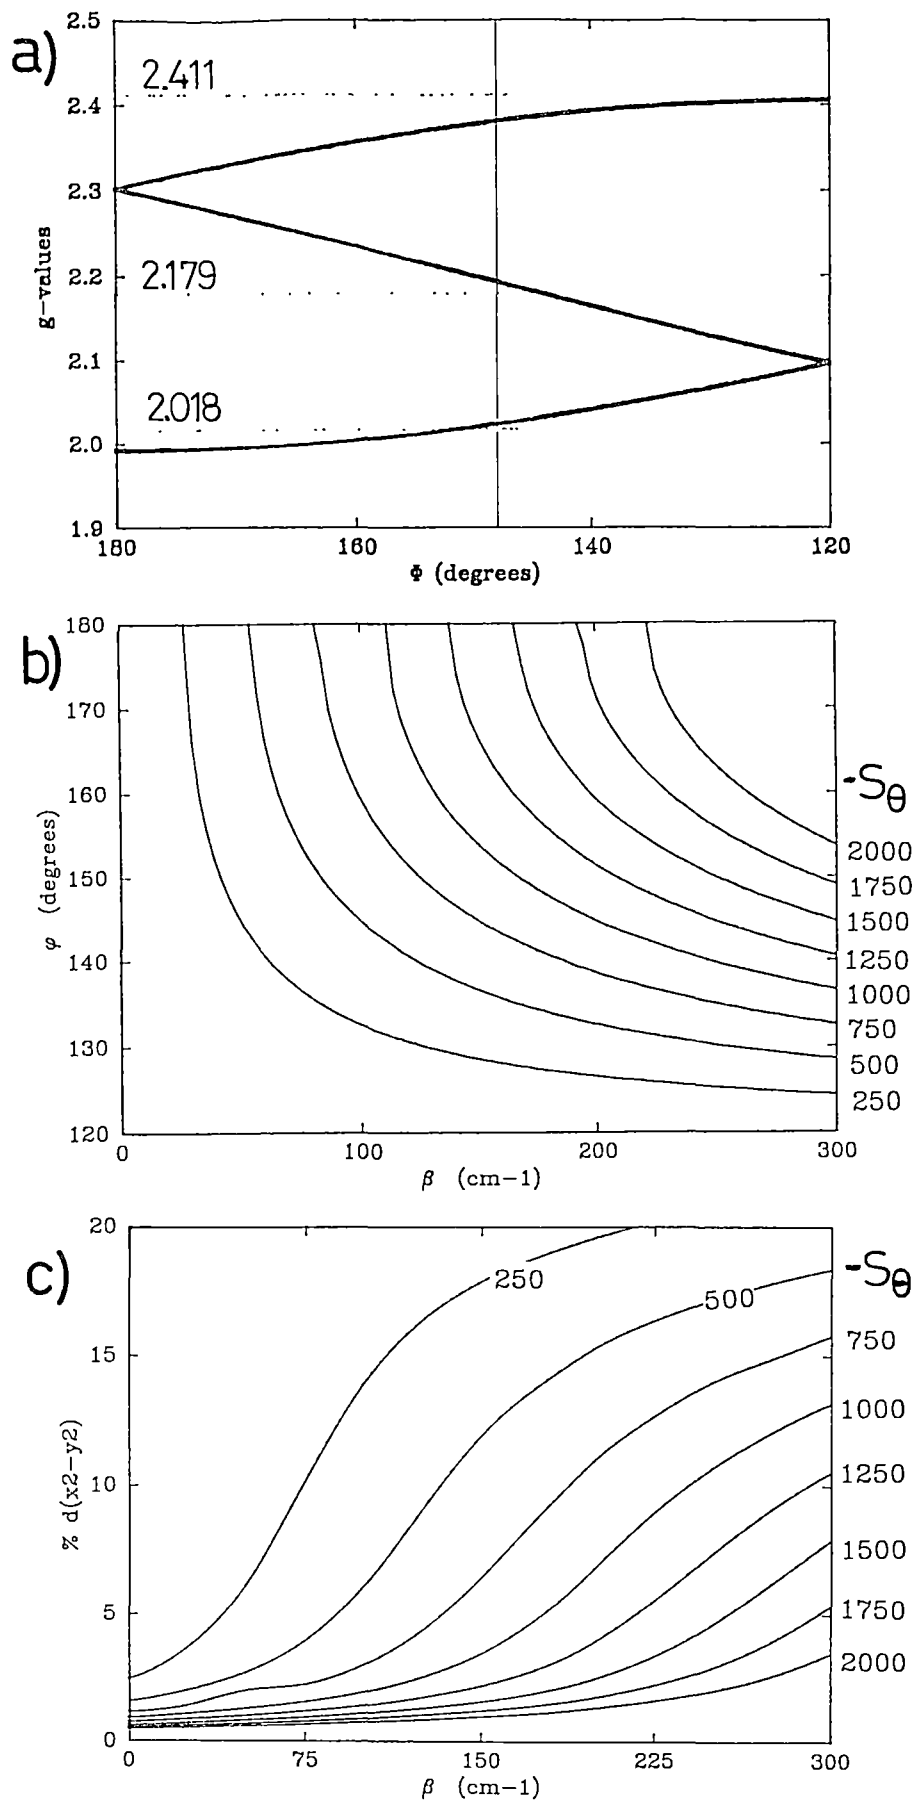 a)
2.5
2.411
2.4
2.3
g-values
2.2
2.179
2.1
2.018
2.0
1.9
180 160 140 120
Φ (degrees)
b)
180
170
160
150
140
130
120
φ (degrees)
-Sθ
2000
1750
1500
1250
1000
750
500
250
0 100 200 300
β (cm-1)
c)
20
15
10
5
0
% d(x2-y2)
250
500
-Sθ
750
1000
1250
1500
1750
2000
0 75 150 225 300
β (cm-1)